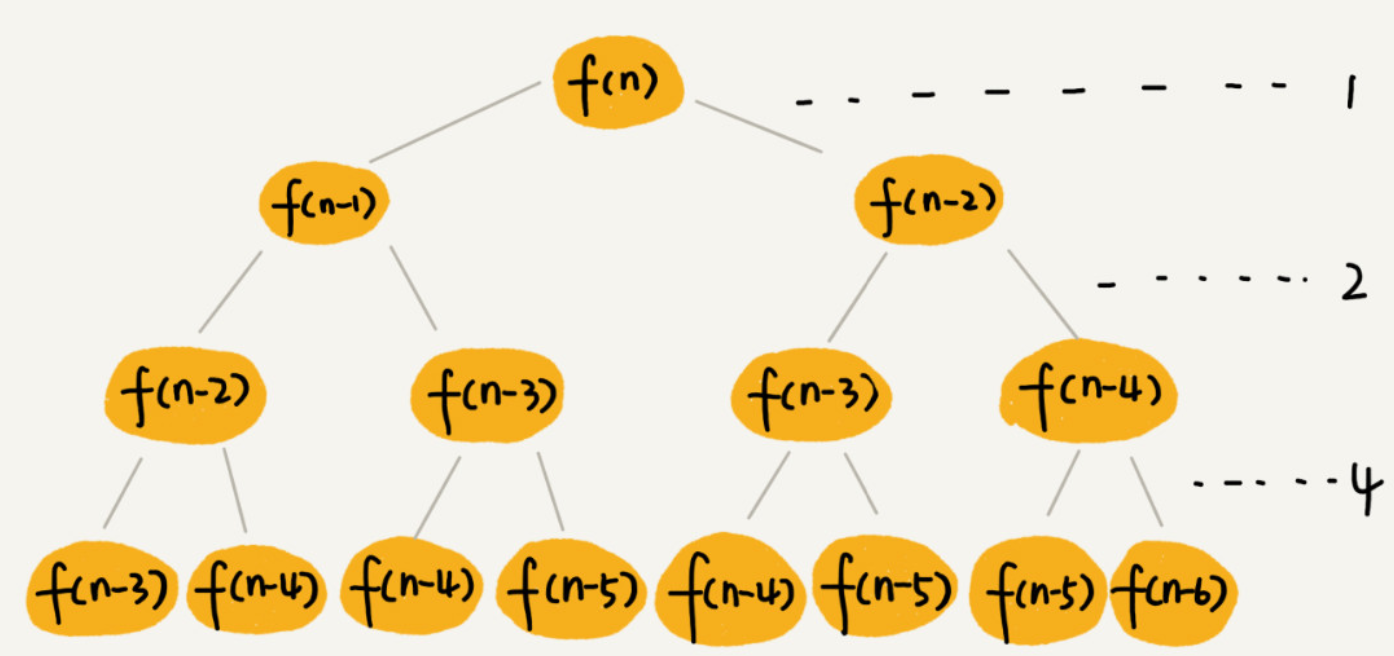 f(n) 1
f(n-1) f(n-2)
2
f(n-2) f(n-3) f(n-3) f(n-4)
4
f(n-3) f(n-4) f(n-4) f(n-5) f(n-4) f(n-5) f(n-5) f(n-6)